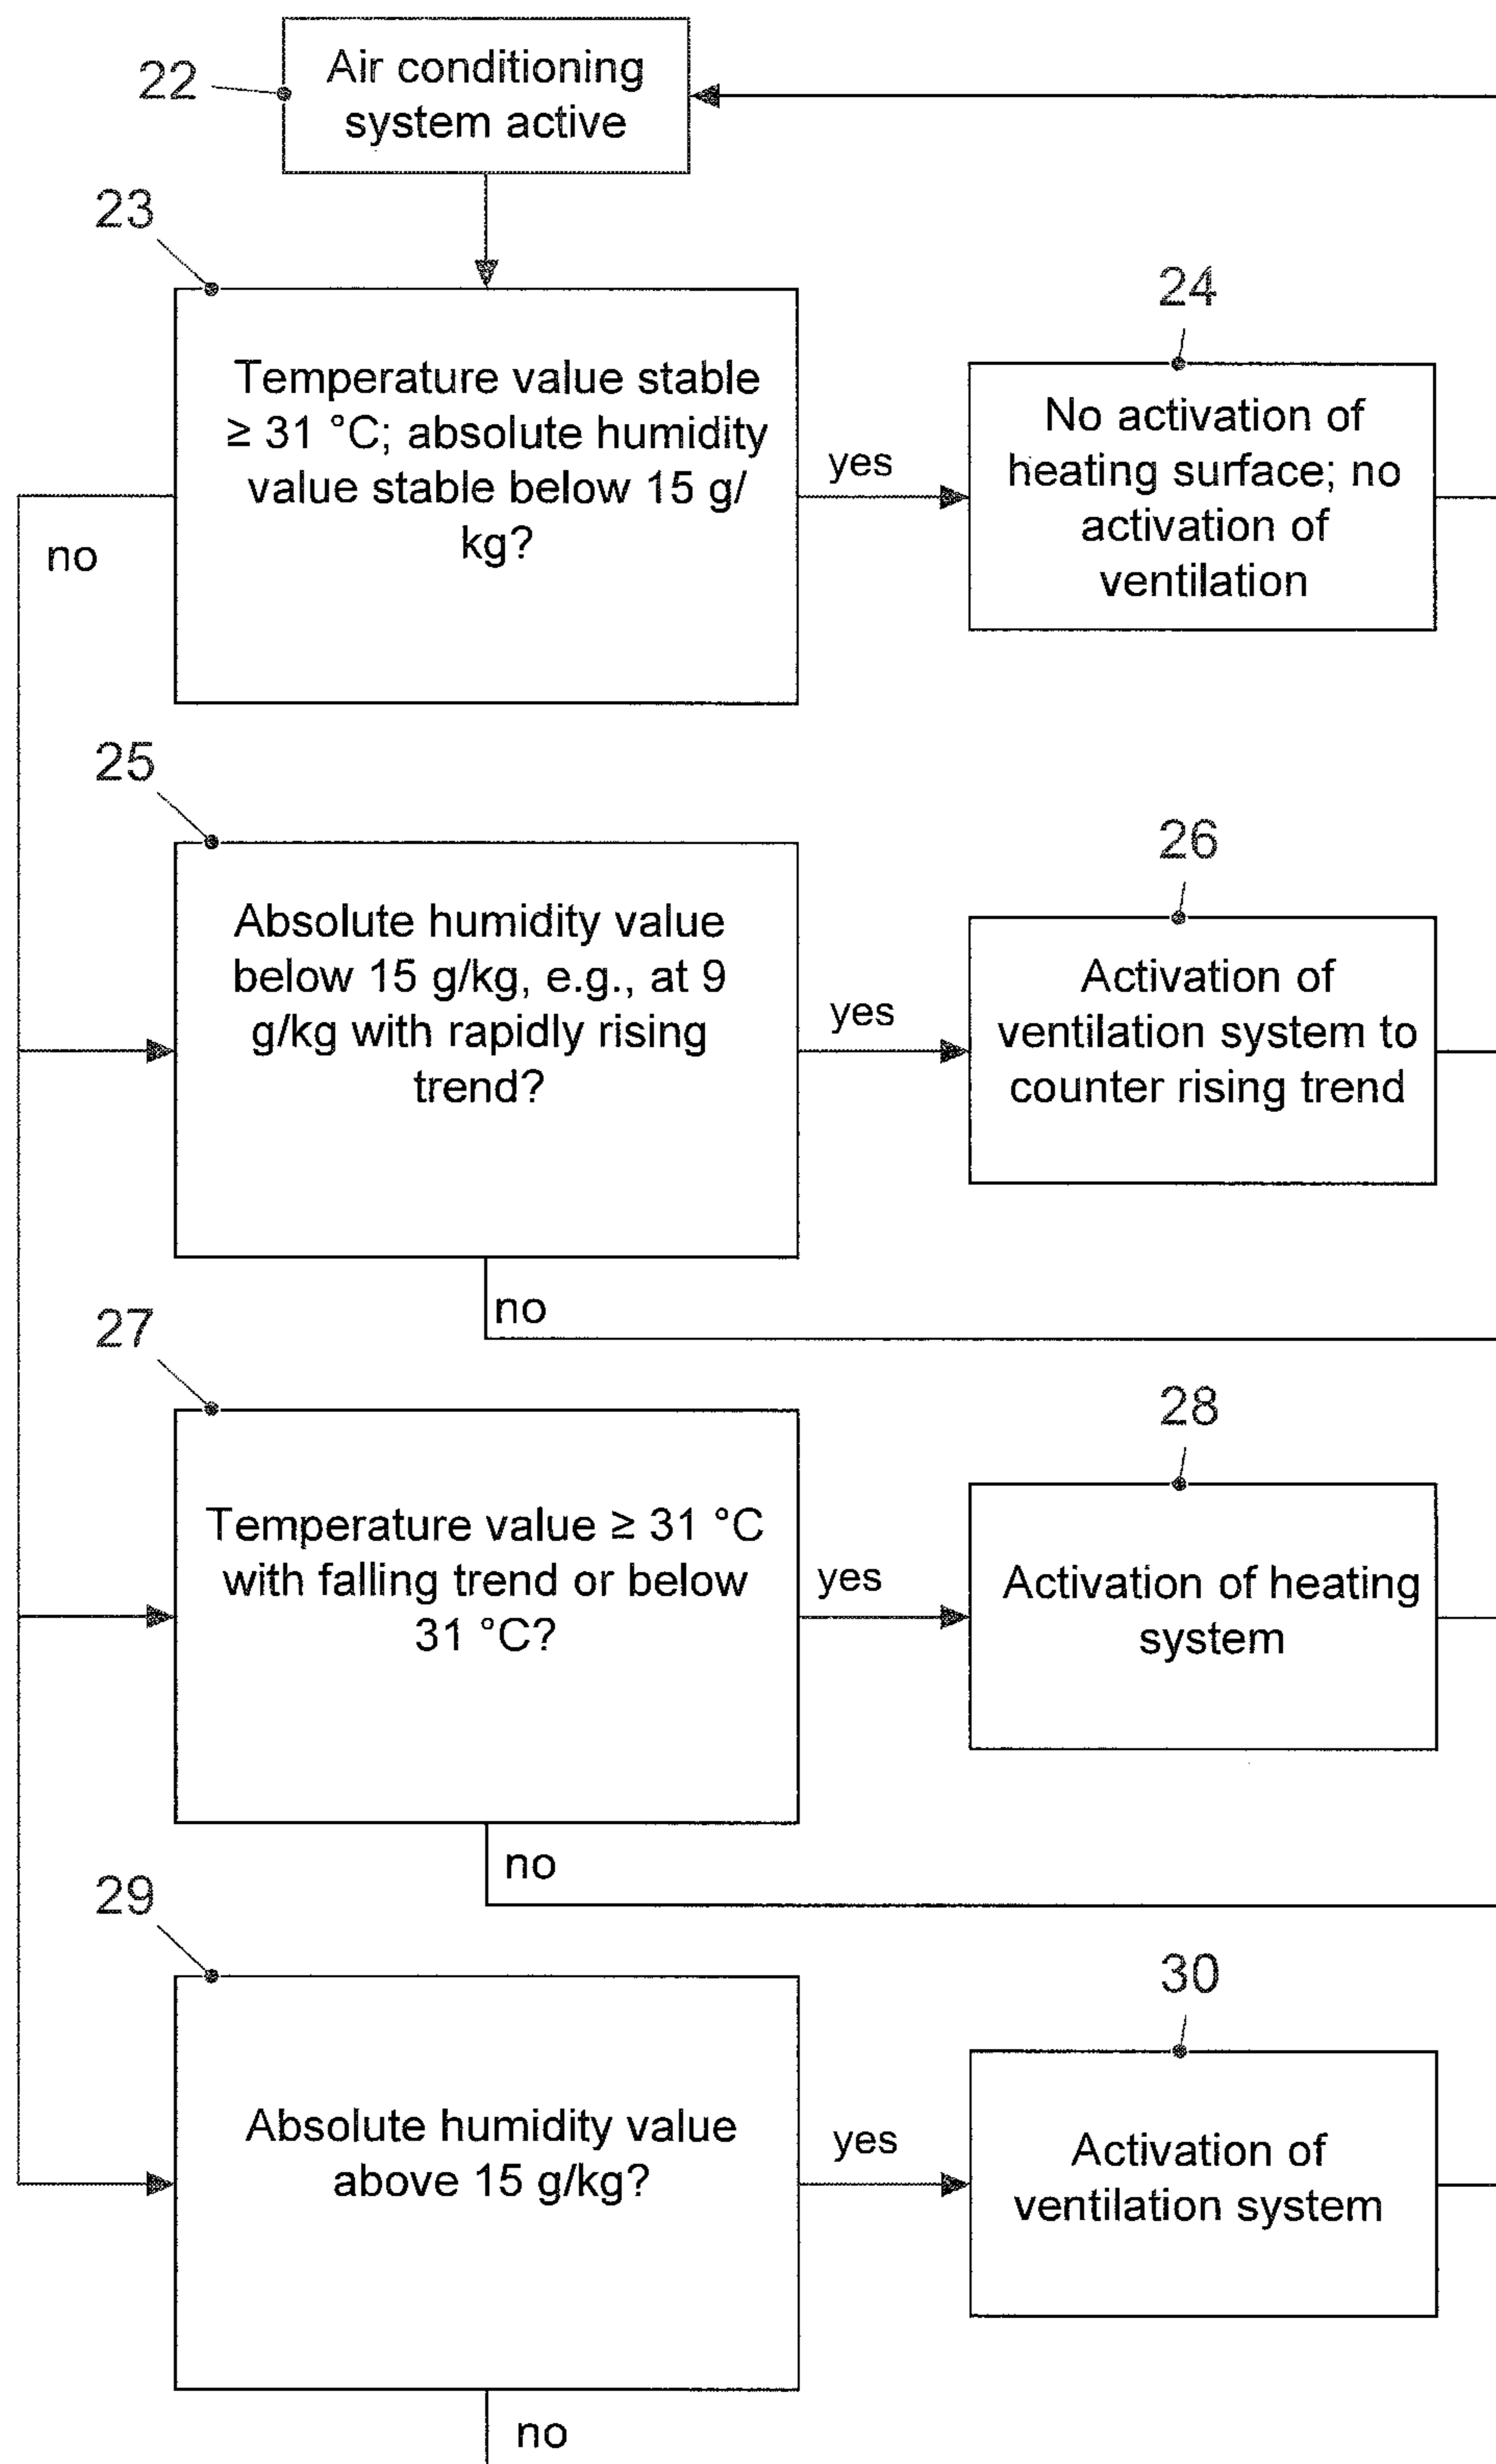 22
Air conditioning
system active
23
Temperature value stable
≥ 31 °C; absolute humidity
value stable below 15 g/
kg?
yes
no
24
No activation of
heating surface; no
activation of
ventilation
25
Absolute humidity value
below 15 g/kg, e.g., at 9
g/kg with rapidly rising
trend?
yes
no
26
Activation of
ventilation system to
counter rising trend
27
Temperature value ≥ 31 °C
with falling trend or below
31 °C?
yes
no
28
Activation of heating
system
29
Absolute humidity value
above 15 g/kg?
yes
no
30
Activation of
ventilation system